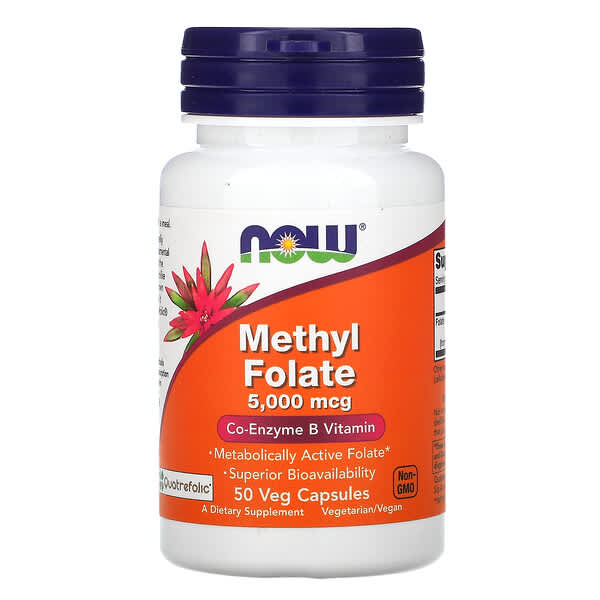 NOW®
Methyl
Folate
5,000 mcg
Co-Enzyme B Vitamin
• Metabolically Active Folate*
• Superior Bioavailability
50 Veg Capsules
A Dietary Supplement Vegetarian/Vegan
Quatrefolic®
Non-
GMO
a meal.